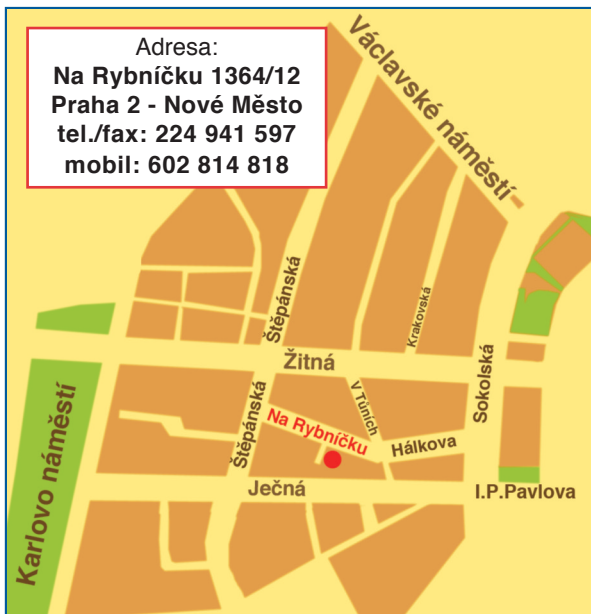 Adresa:
Na Rybníčku 1364/12
Praha 2 - Nové Město
tel./fax: 224 941 597
mobil: 602 814 818
Václavské náměstí
Štěpánská
Krakovská
Žitná
Sokolská
V Tůních
Štěpánská
Na Rybníčku
Hálkova
Karlovo náměstí
Ječná
I.P.Pavlova